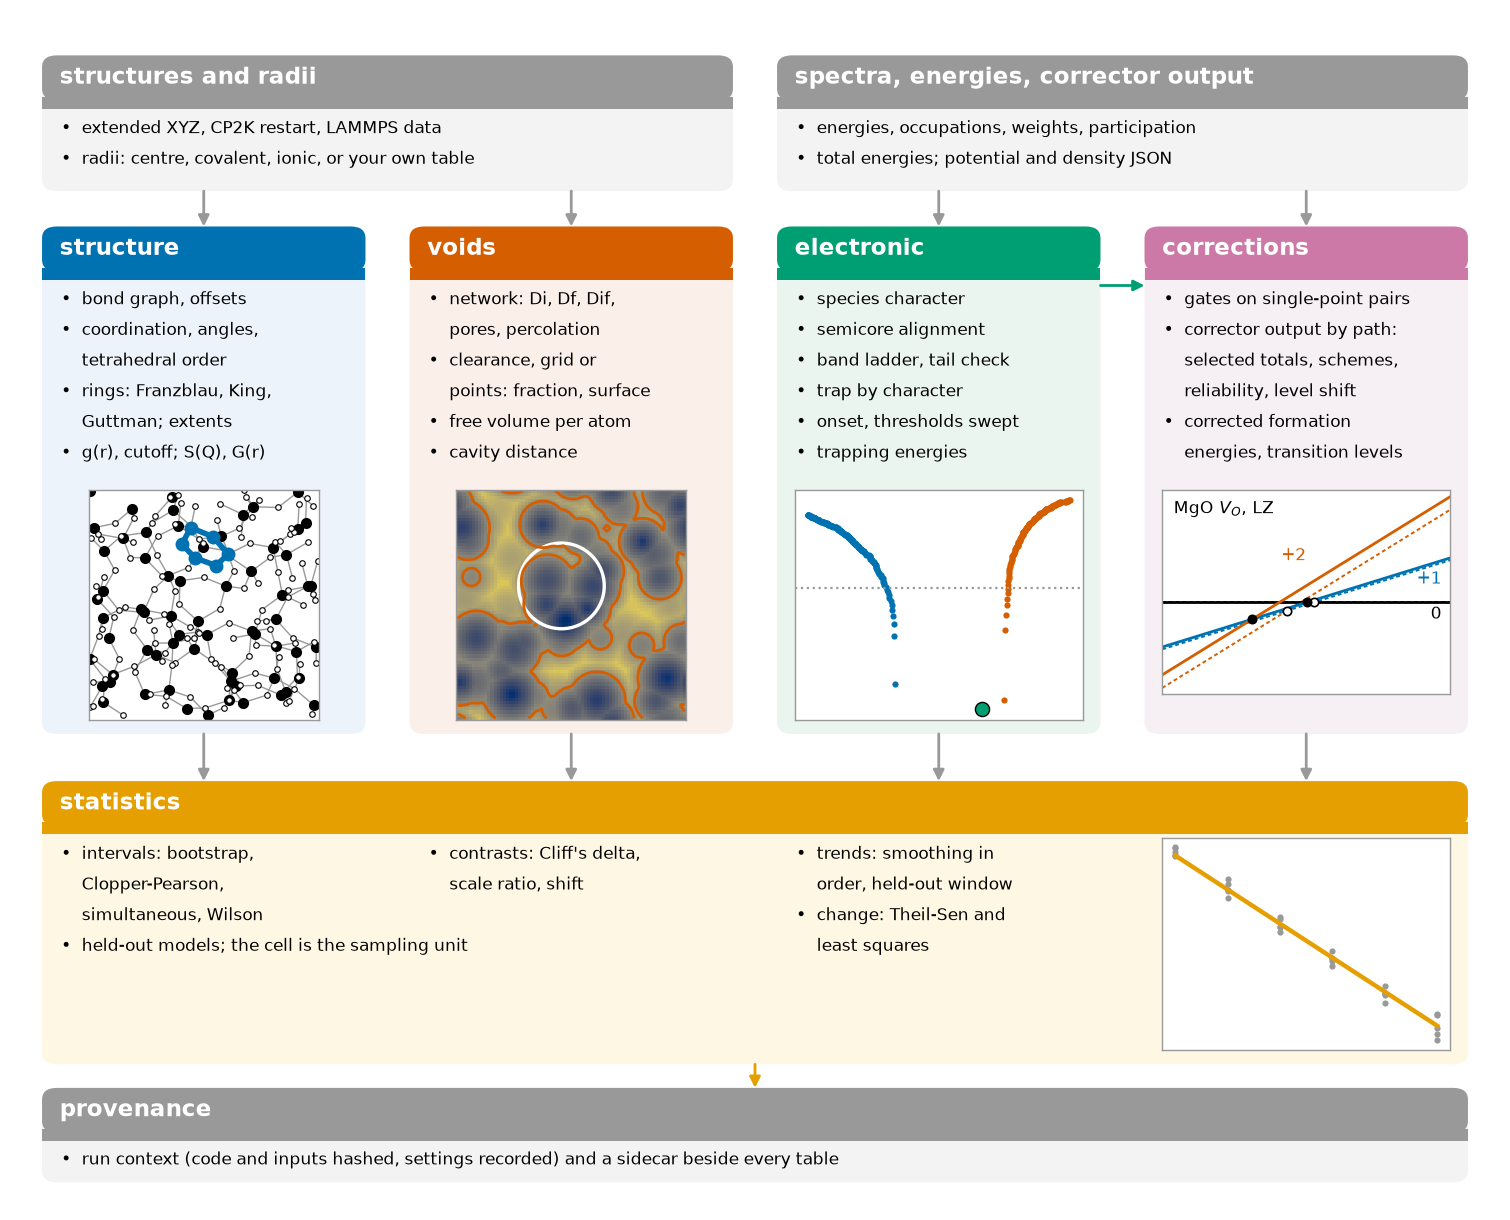 structures and radii
• extended XYZ, CP2K restart, LAMMPS data
• radii: centre, covalent, ionic, or your own table
spectra, energies, corrector output
• energies, occupations, weights, participation
• total energies; potential and density JSON
structure
• bond graph, offsets
• coordination, angles,
tetrahedral order
• rings: Franzblau, King,
Guttman; extents
• g(r), cutoff; S(Q), G(r)
voids
• network: Di, Df, Dif,
pores, percolation
• clearance, grid or
points: fraction, surface
• free volume per atom
• cavity distance
electronic
• species character
• semicore alignment
• band ladder, tail check
• trap by character
• onset, thresholds swept
• trapping energies
corrections
• gates on single-point pairs
• corrector output by path:
selected totals, schemes,
reliability, level shift
• corrected formation
energies, transition levels
MgO V_O, LZ
+2
+1
0
statistics
• intervals: bootstrap,
Clopper-Pearson,
simultaneous, Wilson
• held-out models; the cell is the sampling unit
• contrasts: Cliff's delta,
scale ratio, shift
• trends: smoothing in
order, held-out window
• change: Theil-Sen and
least squares
provenance
• run context (code and inputs hashed, settings recorded) and a sidecar beside every table